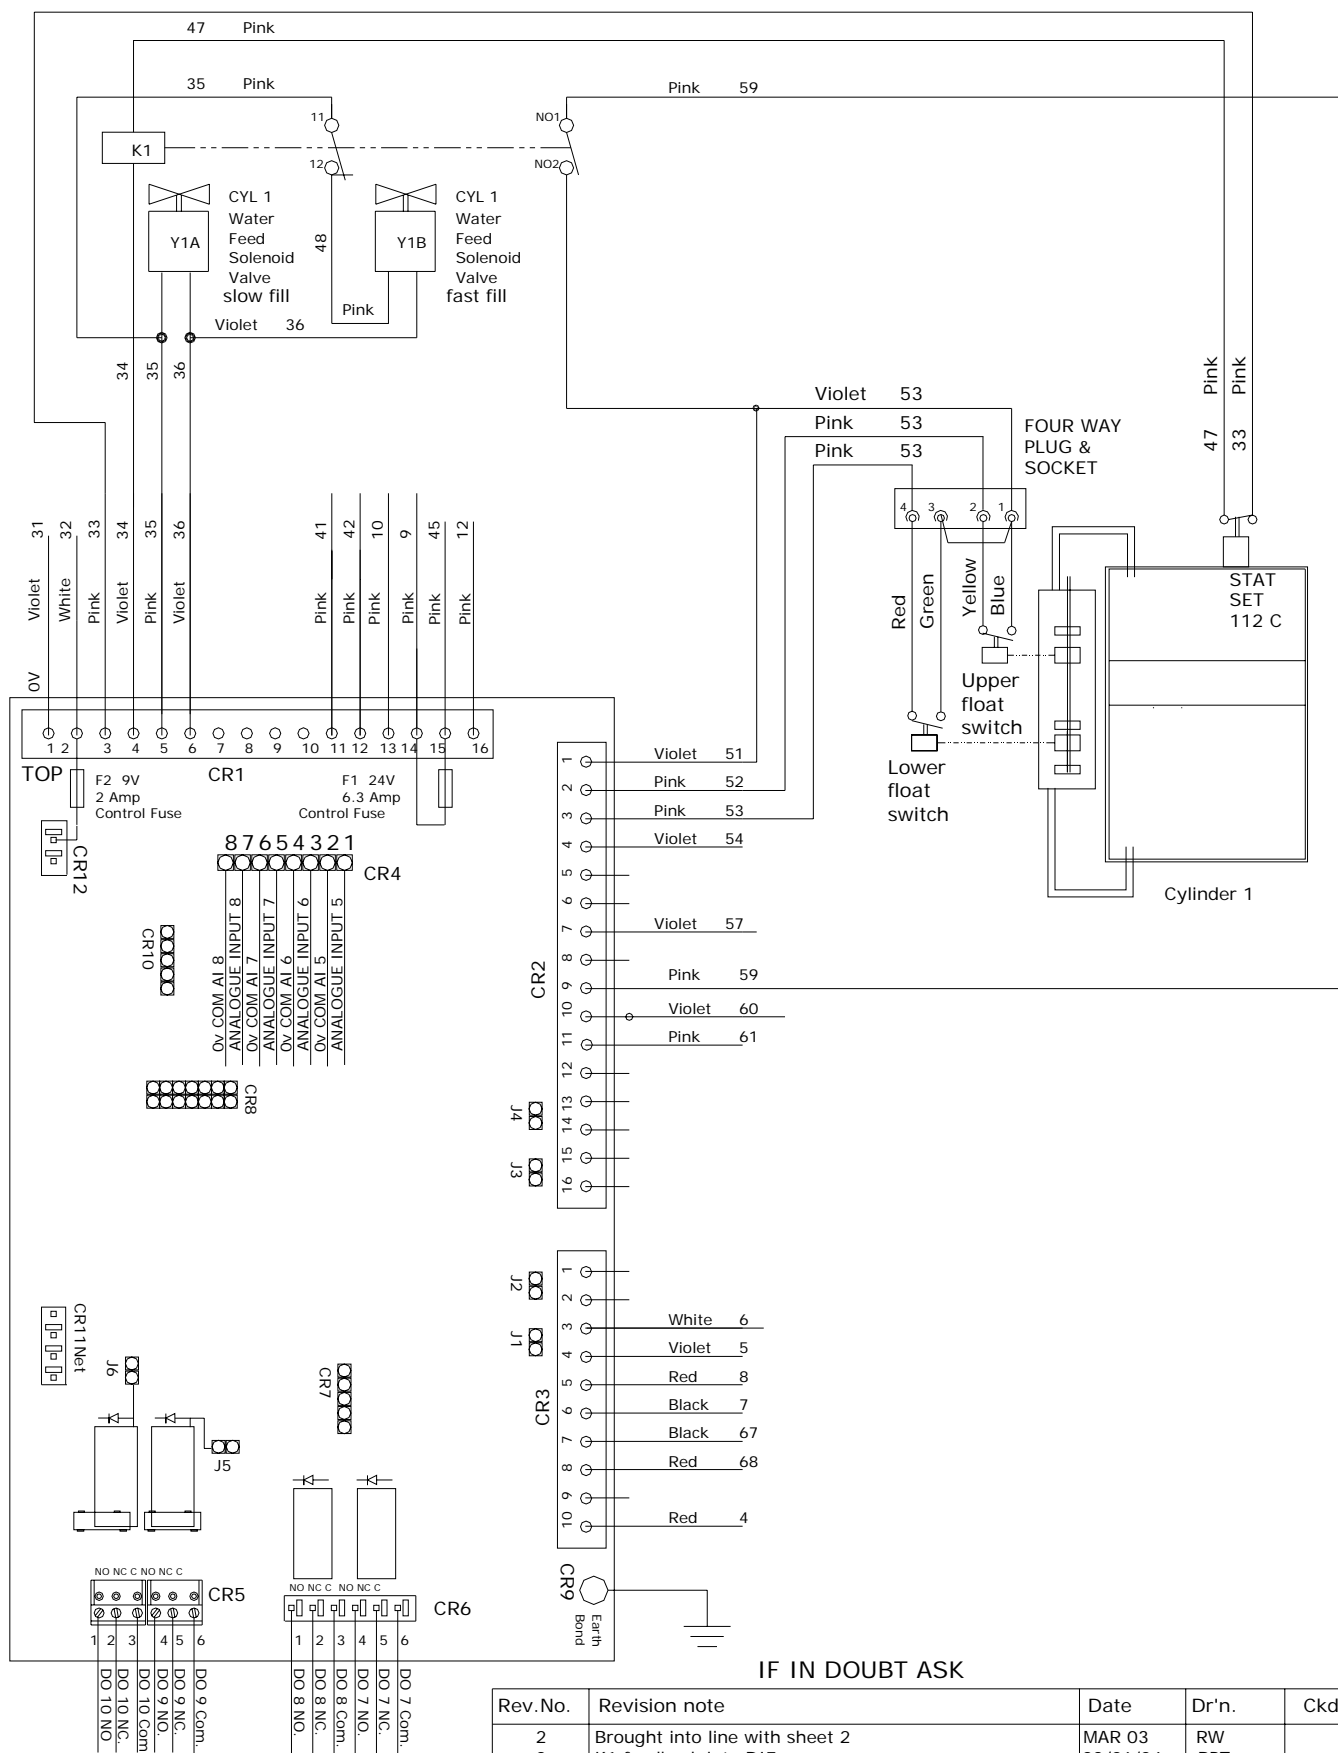 47 Pink
35 Pink
Pink 59
11
NO1
K1
12
NO2
CYL 1
Water
Feed
Solenoid
Valve
slow fill
Y1A
48
Y1B
CYL 1
Water
Feed
Solenoid
Valve
fast fill
Pink
Violet 36
34
35
36
Violet 53
Pink 53
Pink 53
FOUR WAY
PLUG &
SOCKET
47 Pink
33 Pink
4 3 2 1
Red
Green
Yellow
Blue
STAT
SET
112 C
Upper
float
switch
Lower
float
switch
Cylinder 1
31 Violet 0V
32 White
33 Pink
34 Violet
35 Pink
36 Violet
41 Pink
42 Pink
10 Pink
9 Pink
45 Pink
12 Pink
1 2 3 4 5 6 7 8 9 10 11 12 13 14 15 16
TOP
CR1
F2 9V
2 Amp
Control Fuse
F1 24V
6.3 Amp
Control Fuse
CR12
8 7 6 5 4 3 2 1
CR4
0v COM AI 8
ANALOGUE INPUT 8
0v COM AI 7
ANALOGUE INPUT 7
0v COM AI 6
ANALOGUE INPUT 6
0v COM AI 5
ANALOGUE INPUT 5
CR10
CR8
CR2
1 Violet 51
2 Pink 52
3 Pink 53
4 Violet 54
5
6
7 Violet 57
8
9 Pink 59
10 Violet 60
11 Pink 61
12
13
14
15
16
J4
J3
J2
J1
CR3
1
2
3 White 6
4 Violet 5
5 Red 8
6 Black 7
7 Black 67
8 Red 68
9
10 Red 4
CR11Net
J6
J5
CR7
NO NC C NO NC C
CR5
1 2 3 4 5 6
DO 10 NO.
DO 10 NC.
DO 10 Com.
DO 9 NO.
DO 9 NC.
DO 9 Com.
NO NC C NO NC C
CR6
1 2 3 4 5 6
DO 8 NO.
DO 8 NC.
DO 8 Com.
DO 7 NO.
DO 7 NC.
DO 7 Com.
CR9
Earth
Bond
IF IN DOUBT ASK
Rev.No. Revision note Date Dr'n. Ckd
2 Brought into line with sheet 2 MAR 03 RW